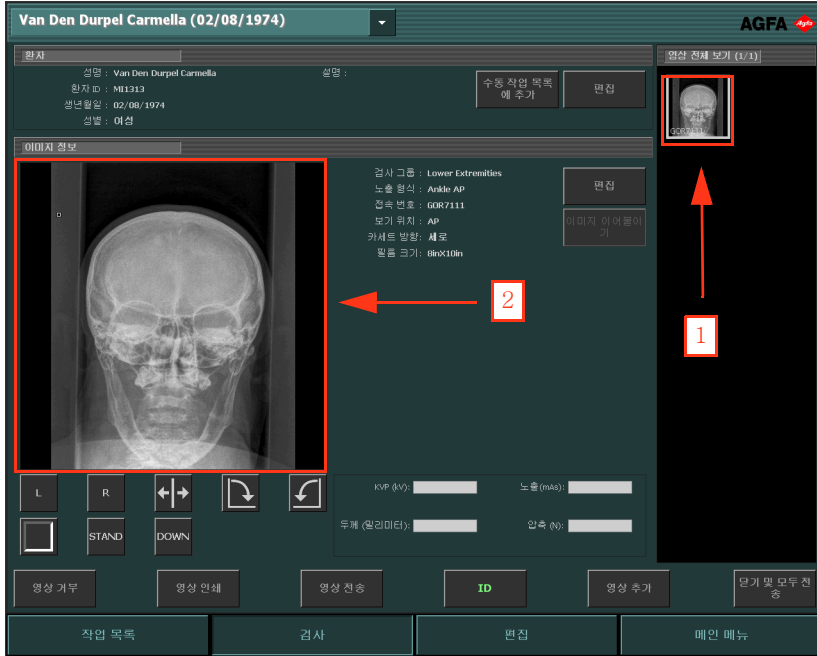 Van Den Durpel Carmella (02/08/1974)
AGFA
환자
성명 : Van Den Durpel Carmella
설명 :
환자 ID : MI1313
생년월일 : 02/08/1974
성별 : 여성
수동 작업 목록
에 추가
편집
영상 전체 보기 (1/1)
GOR7111
1
이미지 정보
검사 그룹 : Lower Extremities
노출 형식 : Ankle AP
접속 번호 : GOR7111
보기 위치 : AP
카세트 방향: 세로
필름 크기: 8inX10in
편집
이미지 이어붙이
기
2
L
R
STAND
DOWN
KVP (kV):
노출(mAs):
두께 (밀리미터):
압축 (N):
영상 거부
영상 인쇄
영상 전송
ID
영상 추가
닫기 및 모두 전
송
작업 목록
검사
편집
메인 메뉴